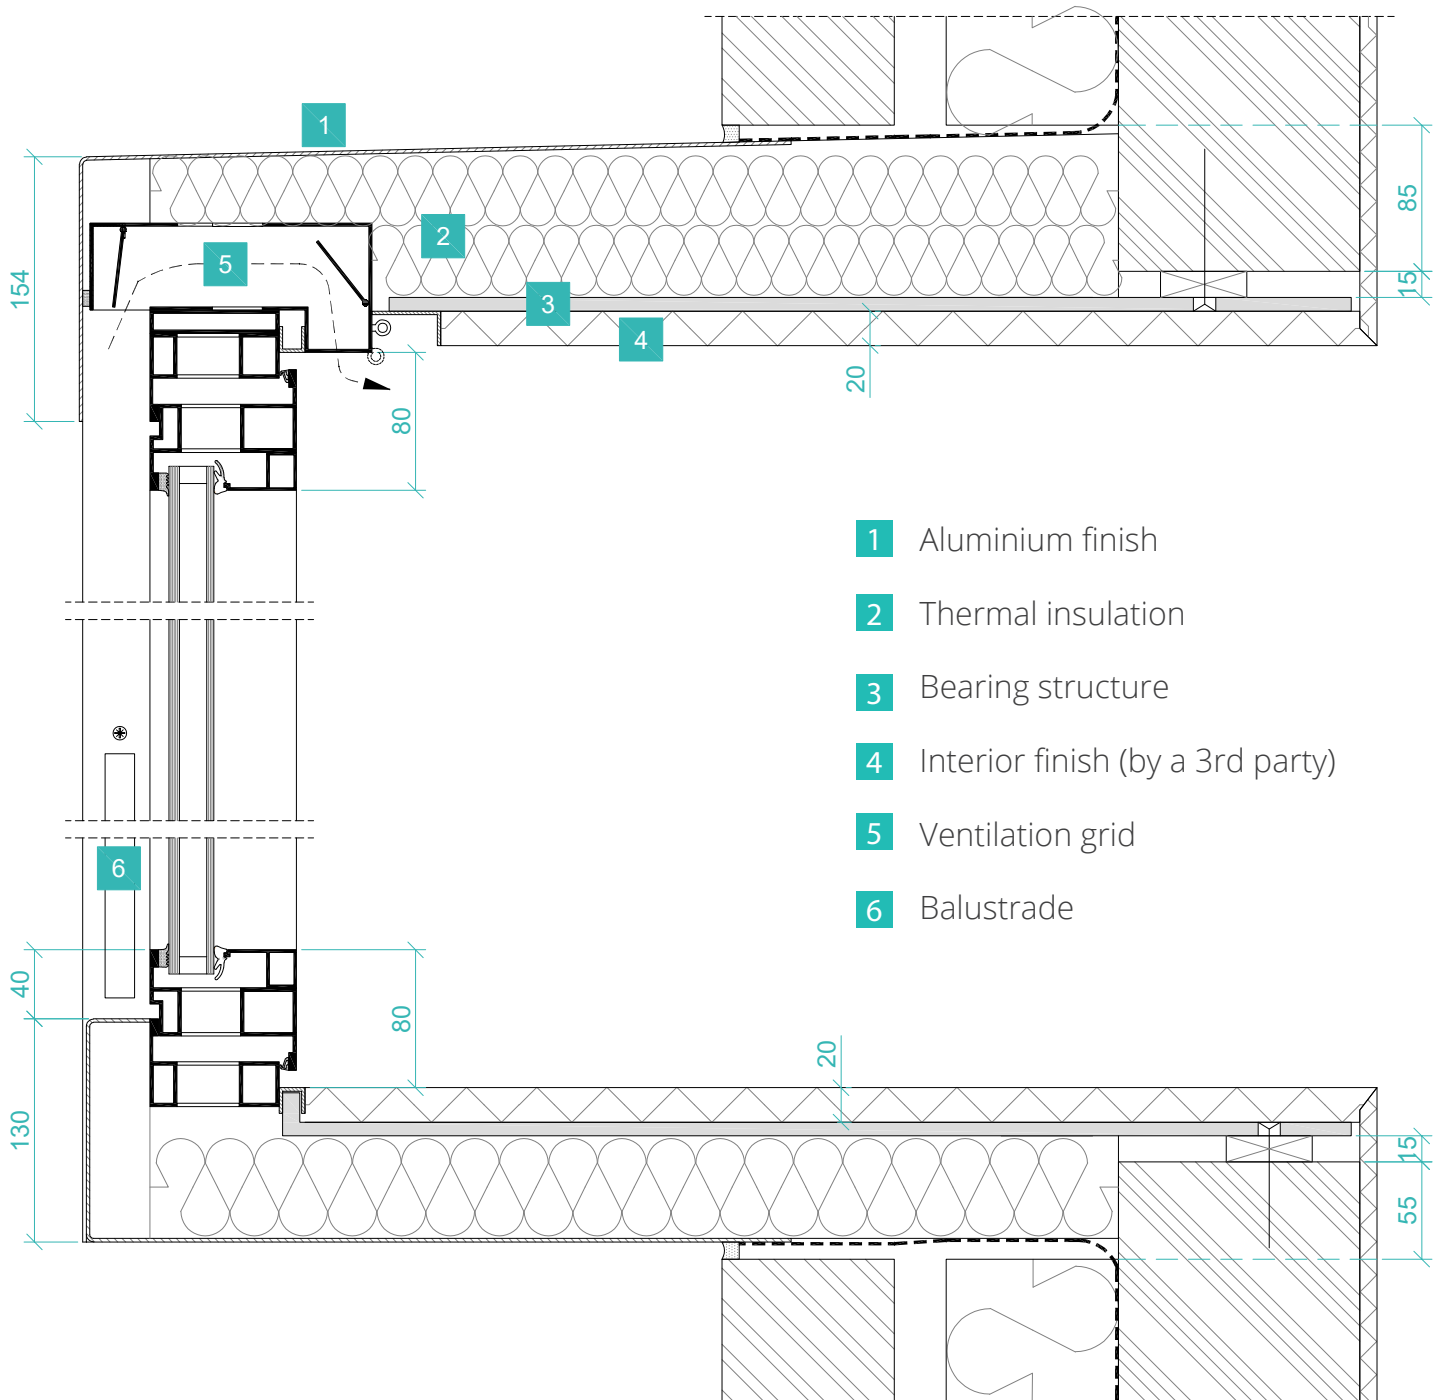 1
2
5
3
4
6
154
85
15
20
80
40
130
80
20
15
55
1 Aluminium finish
2 Thermal insulation
3 Bearing structure
4 Interior finish (by a 3rd party)
5 Ventilation grid
6 Balustrade